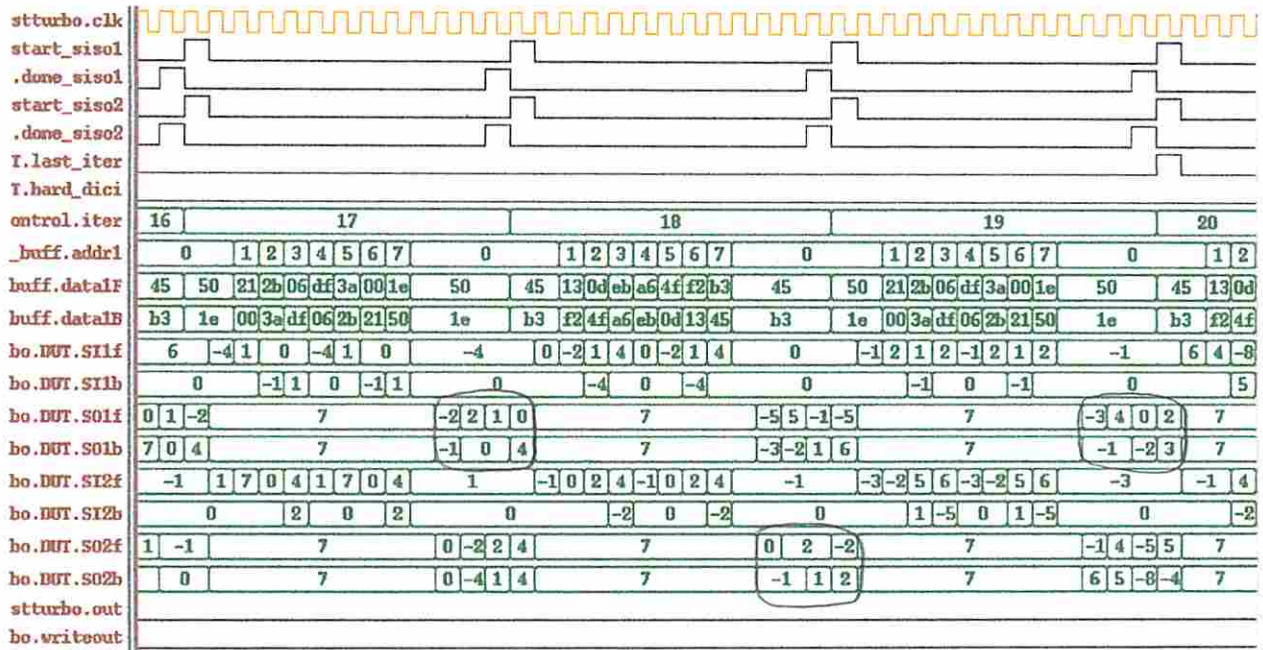 stturbo.clk
start_siso1
.done_siso1
start_siso2
.done_siso2
T.last_iter
T.hard_dici
ontrol.iter 16 17 18 19 20
_buff.addr1 0 1 2 3 4 5 6 7 0 1 2 3 4 5 6 7 0 1 2 3 4 5 6 7 0 1 2
buff.data1F 45 50 21 2b 06 df 3a 00 1e 50 45 13 0d eb a6 4f f2 b3 45 50 21 2b 06 df 3a 00 1e 50 45 13 0d
buff.data1B b3 1e 00 3a df 06 2b 21 50 1e b3 f2 4f a6 eb 0d 13 45 b3 1e 00 3a df 06 2b 21 50 1e b3 f2 4f
bo.DUT.SI1f 6 -4 1 0 -4 1 0 -4 0 -2 1 4 0 -2 1 4 0 -1 2 1 2 -1 2 1 2 -1 6 4 -8
bo.DUT.SI1b 0 -1 1 0 -1 1 0 -4 0 -4 0 -1 0 -1 0 5
bo.DUT.SO1f 0 1 -2 7 -2 2 1 0 7 -5 5 -1 -5 7 -3 4 0 2 7
bo.DUT.SO1b 7 0 4 7 -1 0 4 7 -3 -2 1 6 7 -1 -2 3 7
bo.DUT.SI2f -1 1 7 0 4 1 7 0 4 1 -1 0 2 4 -1 0 2 4 -1 -3 -2 5 6 -3 -2 5 6 -3 -1 4
bo.DUT.SI2b 0 2 0 2 0 -2 0 -2 0 1 -5 0 1 -5 0 -2
bo.DUT.SO2f 1 -1 7 0 -2 2 4 7 0 2 -2 7 -1 4 -5 5 7
bo.DUT.SO2b 0 7 0 -4 1 4 7 -1 1 2 7 6 5 -8 -4 7
stturbo.out
bo.writeout